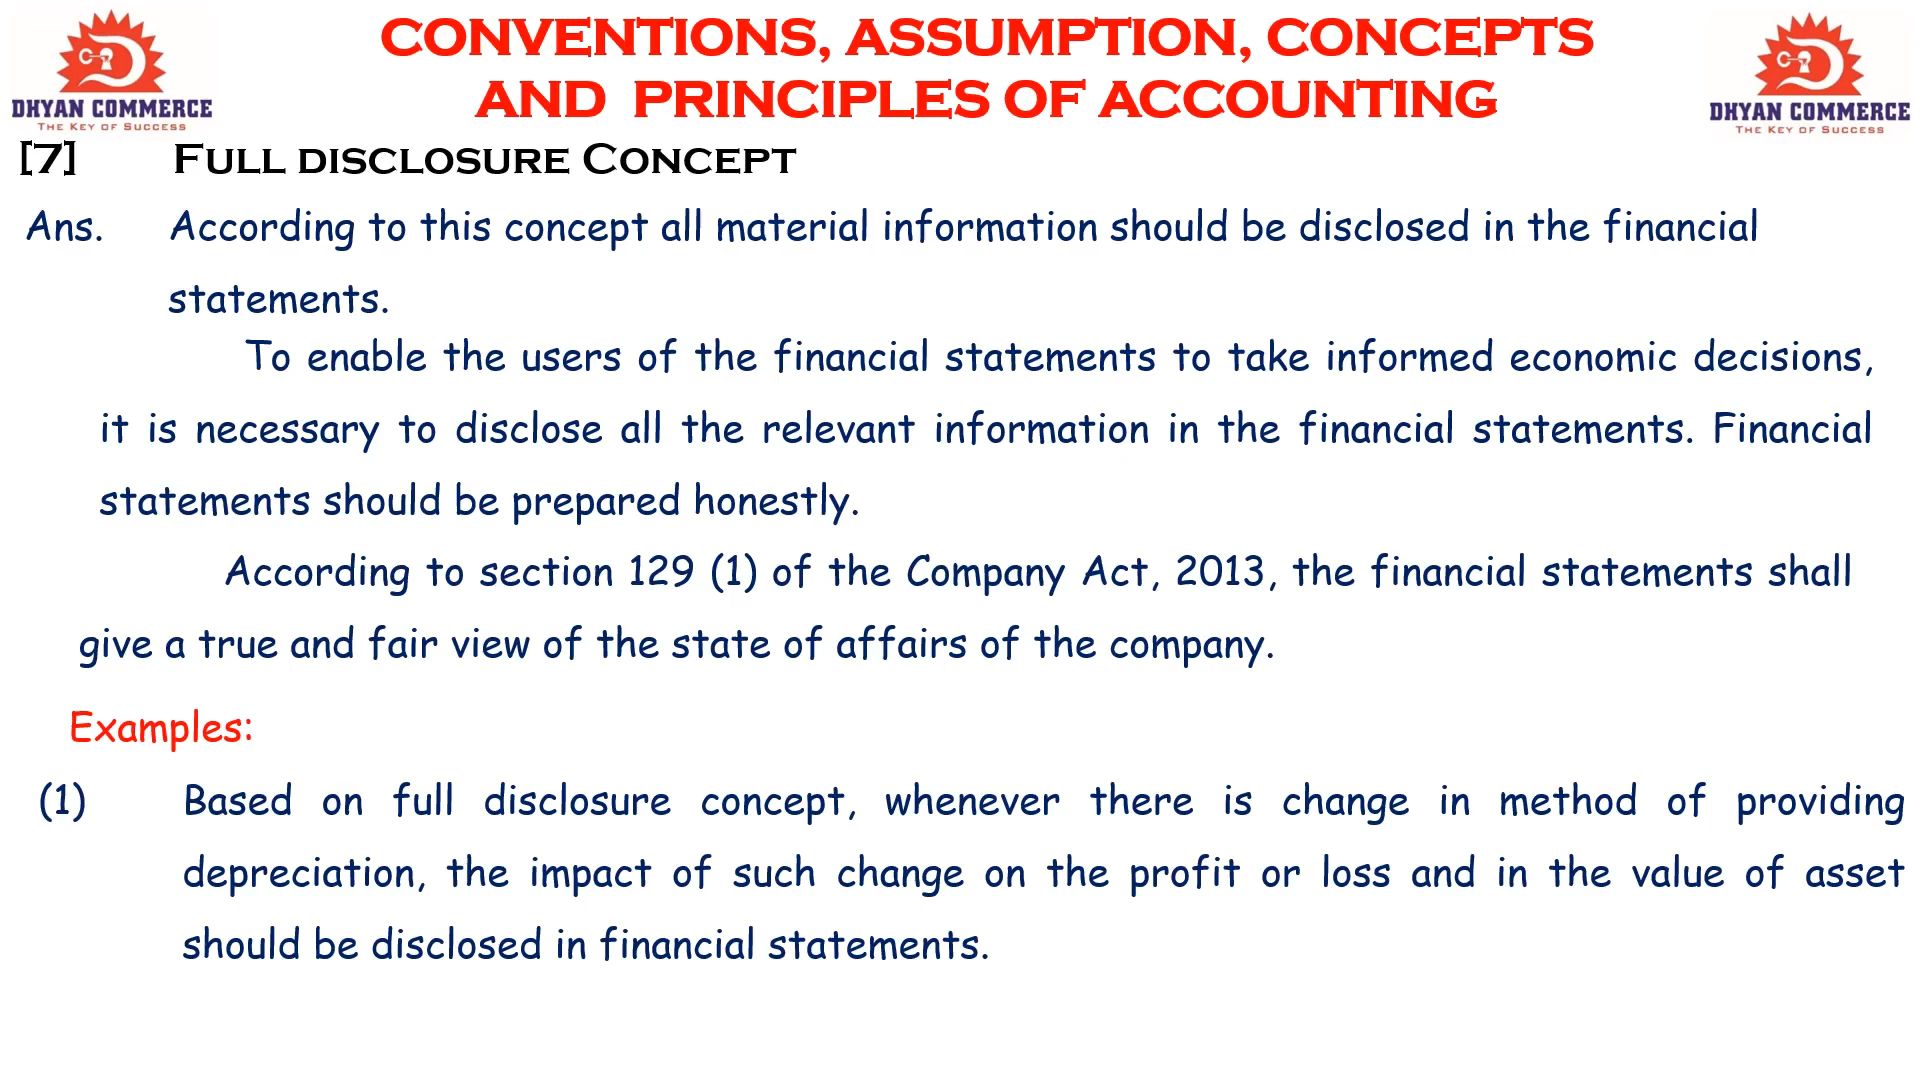 CONVENTIONS, ASSUMPTION, CONCEPTS
AND PRINCIPLES OF ACCOUNTING
DHYAN COMMERCE
THE KEY OF SUCCESS
DHYAN COMMERCE
THE KEY OF SUCCESS
[7] FULL DISCLOSURE CONCEPT
Ans. According to this concept all material information should be disclosed in the financial
statements.
To enable the users of the financial statements to take informed economic decisions,
it is necessary to disclose all the relevant information in the financial statements. Financial
statements should be prepared honestly.
According to section 129 (1) of the Company Act, 2013, the financial statements shall
give a true and fair view of the state of affairs of the company.
Examples:
(1) Based on full disclosure concept, whenever there is change in method of providing
depreciation, the impact of such change on the profit or loss and in the value of asset
should be disclosed in financial statements.